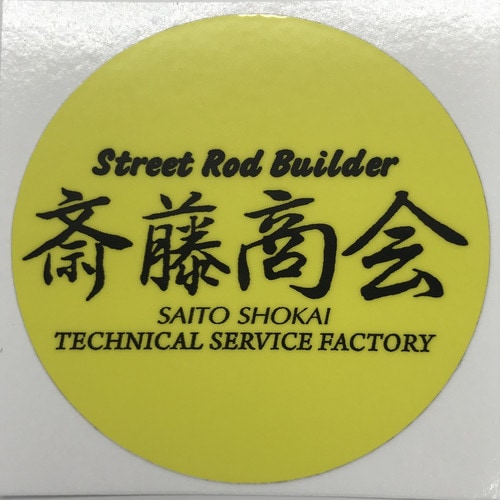 Street Rod Builder
斎藤商会
SAITO SHOKAI
TECHNICAL SERVICE FACTORY